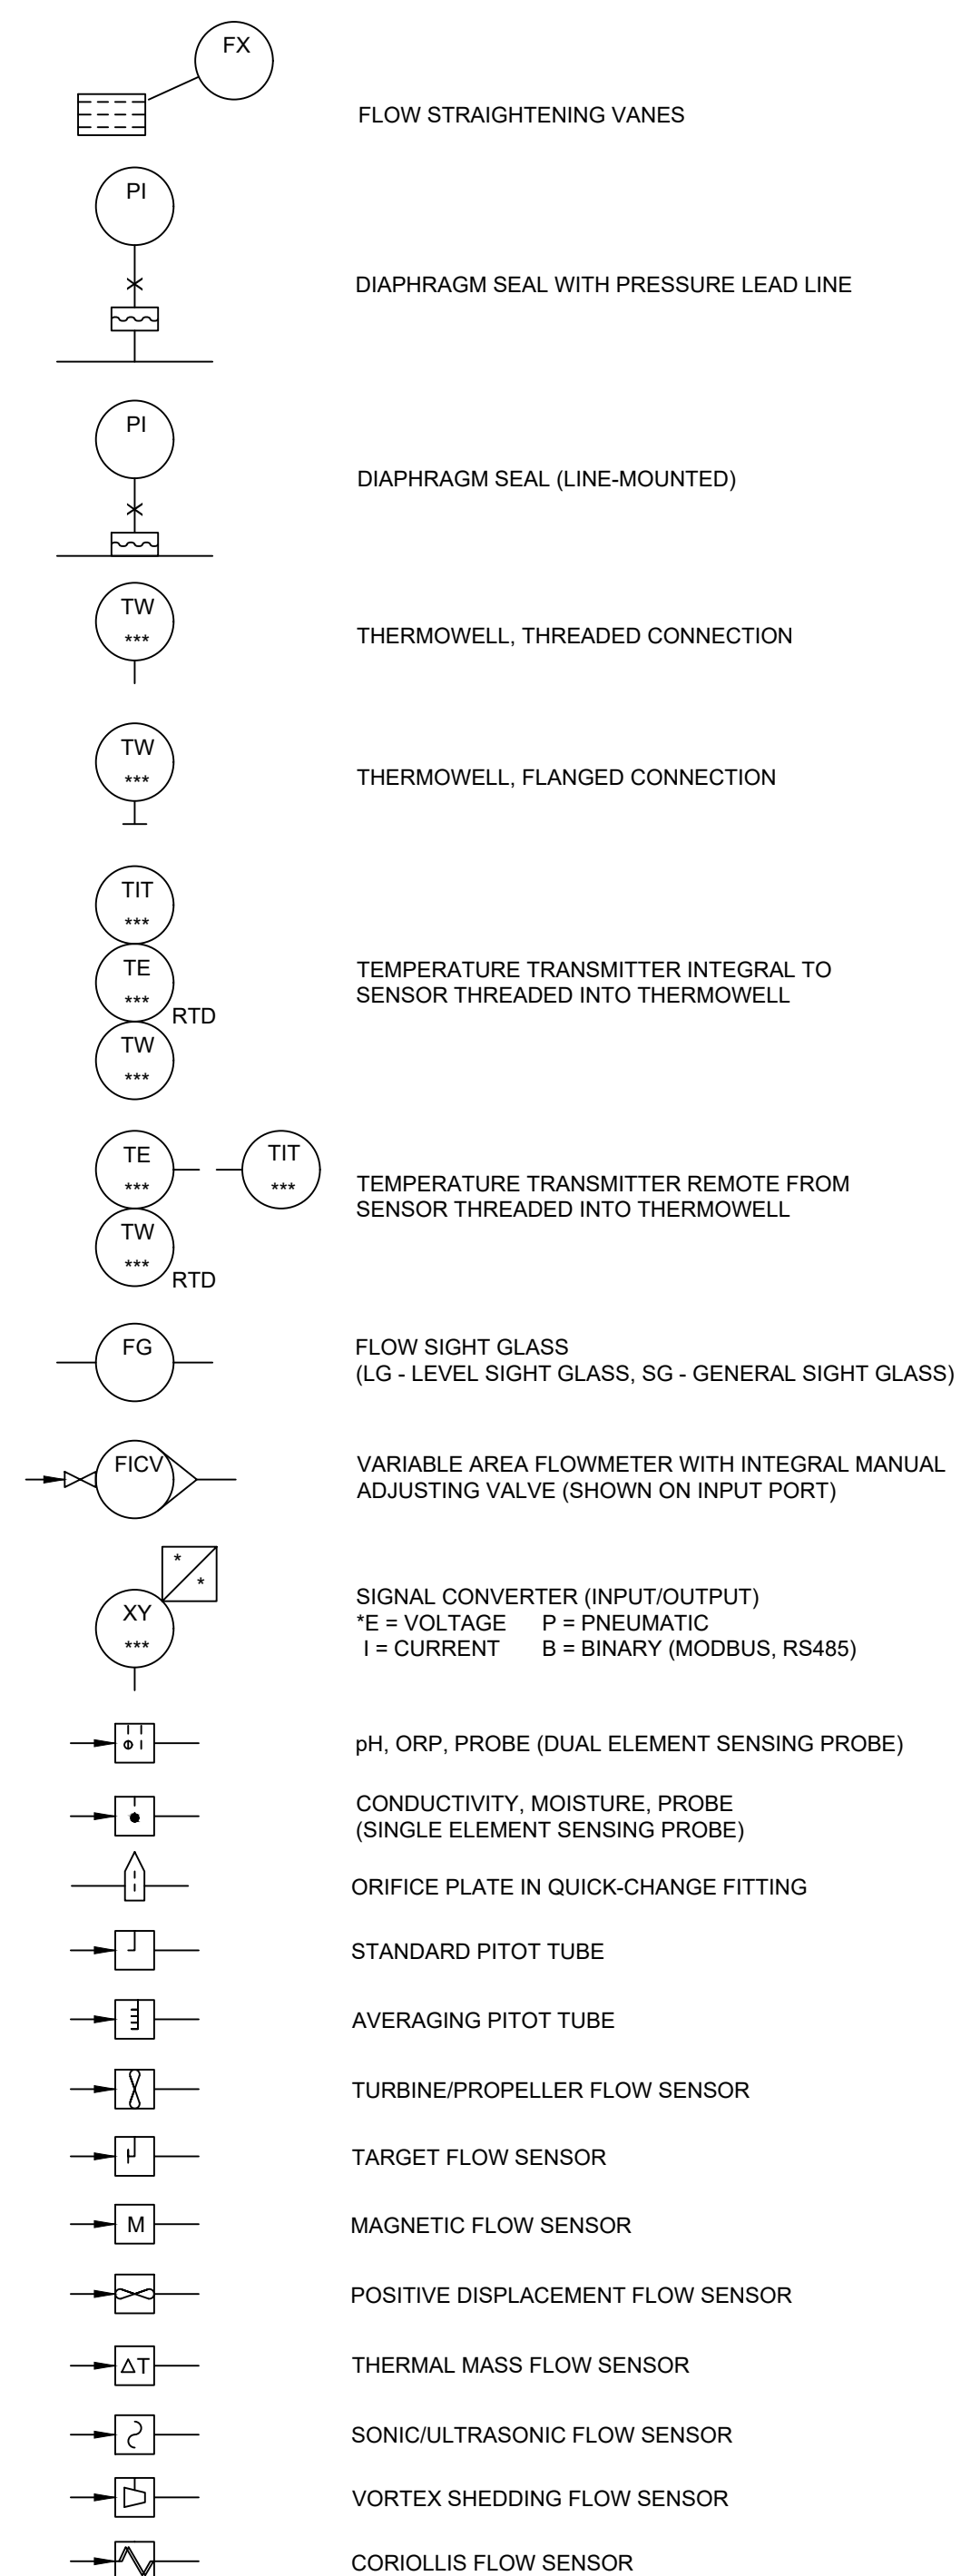 FX
FLOW STRAIGHTENING VANES
PI
DIAPHRAGM SEAL WITH PRESSURE LEAD LINE
PI
DIAPHRAGM SEAL (LINE-MOUNTED)
TW
***
THERMOWELL, THREADED CONNECTION
TW
***
THERMOWELL, FLANGED CONNECTION
TIT
***
TE
***
RTD
TW
***
TEMPERATURE TRANSMITTER INTEGRAL TO
SENSOR THREADED INTO THERMOWELL
TE
***
TIT
***
TW
***
RTD
TEMPERATURE TRANSMITTER REMOTE FROM
SENSOR THREADED INTO THERMOWELL
FG
FLOW SIGHT GLASS
(LG - LEVEL SIGHT GLASS, SG - GENERAL SIGHT GLASS)
FICV
VARIABLE AREA FLOWMETER WITH INTEGRAL MANUAL
ADJUSTING VALVE (SHOWN ON INPUT PORT)
*
*
XY
***
SIGNAL CONVERTER (INPUT/OUTPUT)
*E = VOLTAGE P = PNEUMATIC
I = CURRENT B = BINARY (MODBUS, RS485)
pH, ORP, PROBE (DUAL ELEMENT SENSING PROBE)
CONDUCTIVITY, MOISTURE, PROBE
(SINGLE ELEMENT SENSING PROBE)
ORIFICE PLATE IN QUICK-CHANGE FITTING
STANDARD PITOT TUBE
AVERAGING PITOT TUBE
TURBINE/PROPELLER FLOW SENSOR
TARGET FLOW SENSOR
M
MAGNETIC FLOW SENSOR
POSITIVE DISPLACEMENT FLOW SENSOR
ΔT
THERMAL MASS FLOW SENSOR
SONIC/ULTRASONIC FLOW SENSOR
VORTEX SHEDDING FLOW SENSOR
CORIOLLIS FLOW SENSOR